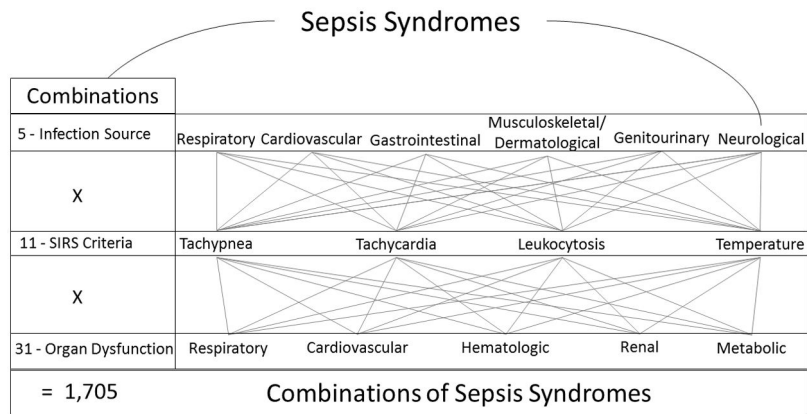 Sepsis Syndromes
Combinations
5 - Infection Source
Respiratory
Cardiovascular
Gastrointestinal
Musculoskeletal/
Dermatological
Genitourinary
Neurological
X
11 - SIRS Criteria
Tachypnea
Tachycardia
Leukocytosis
Temperature
X
31 - Organ Dysfunction
Respiratory
Cardiovascular
Hematologic
Renal
Metabolic
= 1,705
Combinations of Sepsis Syndromes